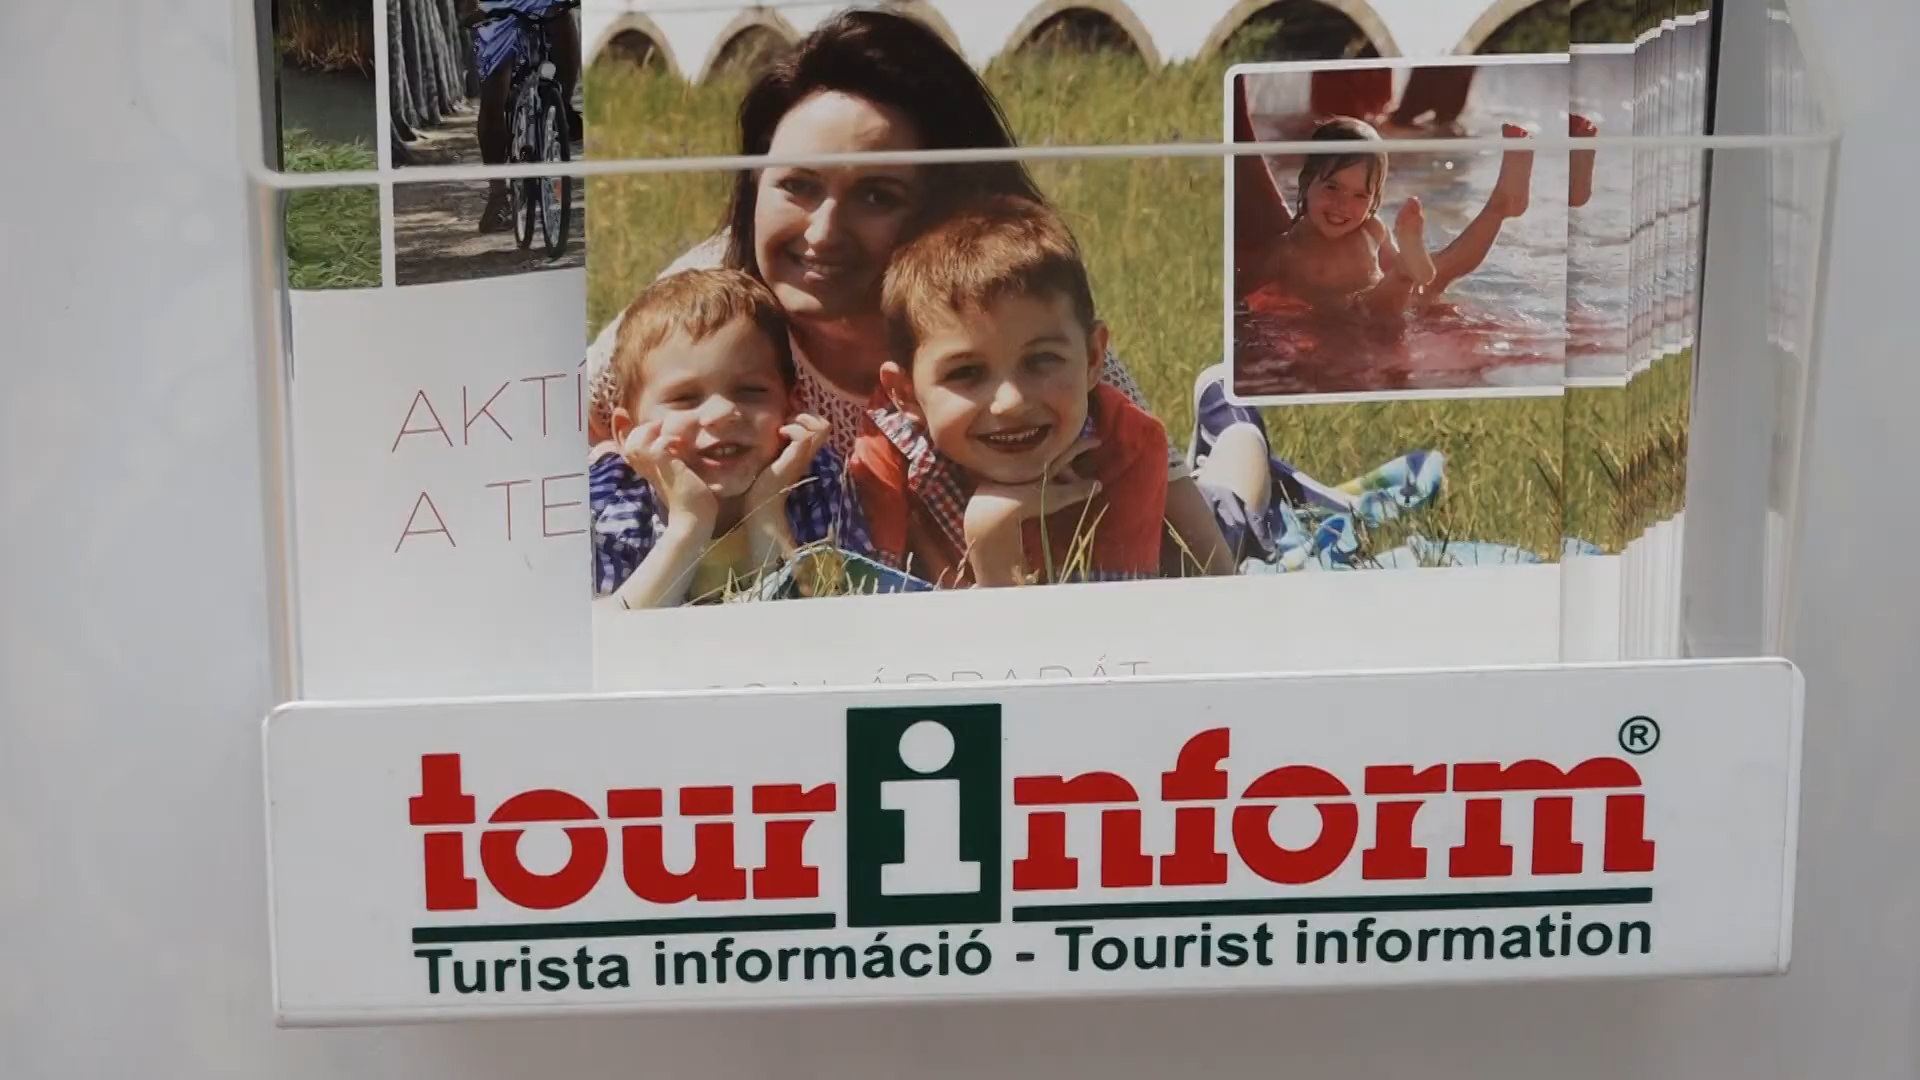 AKTÍ
A TE
tourinform®
Turista információ - Tourist information